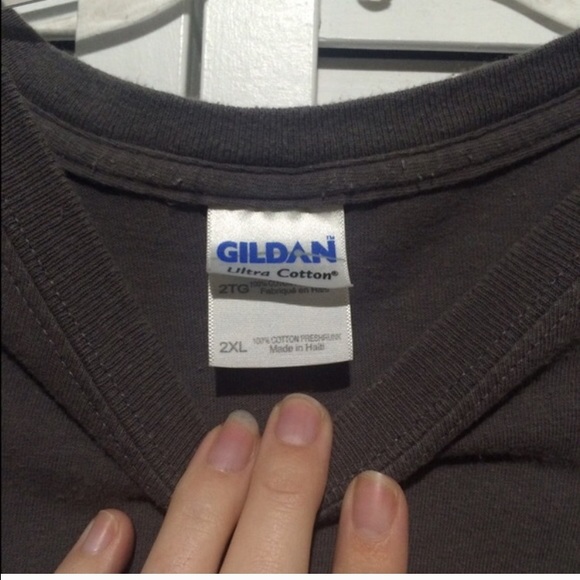 GILDAN
Ultra Cotton®
2TG
Fabriqué en Haïti
2XL 100% COTTON PRESHRUNK
Made in Haiti